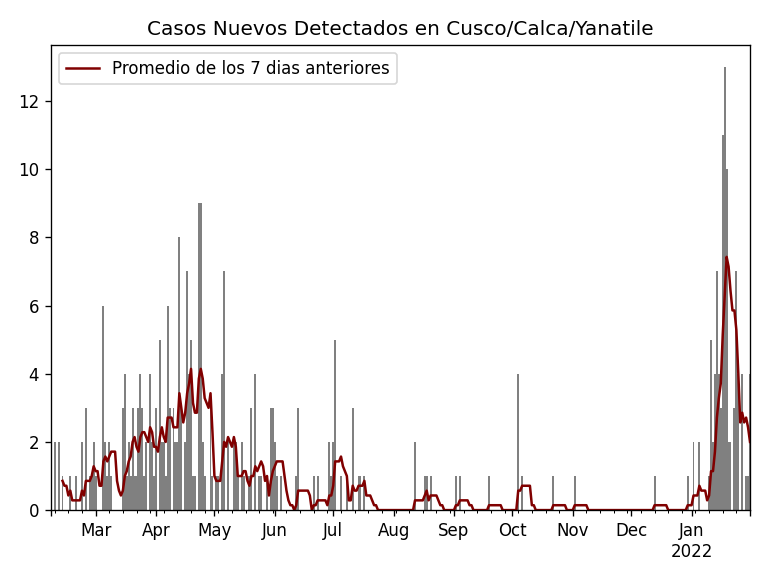 Casos Nuevos Detectados en Cusco/Calca/Yanatile
Promedio de los 7 dias anteriores
12
10
8
6
4
2
0
Mar Apr May Jun Jul Aug Sep Oct Nov Dec Jan
2022